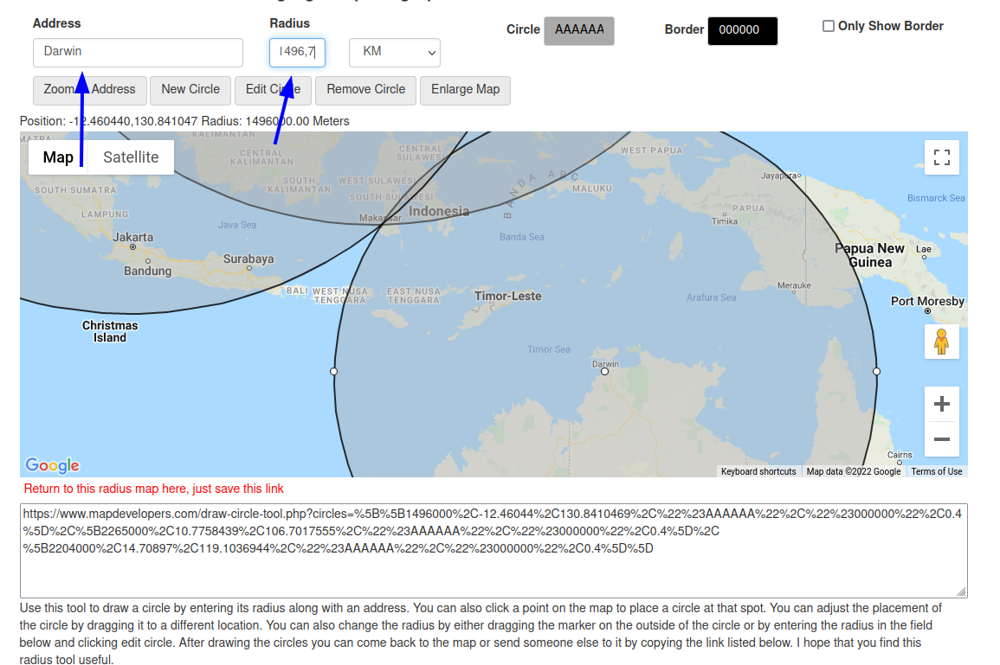 Address Radius Circle AAAAAA Border 000000 Only Show Border
Darwin 1496,7 KM
Zoom Address New Circle Edit Circle Remove Circle Enlarge Map
Position: -12.460440,130.841047 Radius: 1496000.00 Meters
Map Satellite
KALIMANTAN
CENTRAL
KALIMANTAN
CENTRAL
SULAWESI
WEST PAPUA
SOUTH SUMATRA
SOUTH
KALIMANTAN
WEST SULAWESI
SOUTH SULAWESI
BANDA ARC
MALUKU
Jayapura
Bismarck Sea
LAMPUNG
Java Sea
Makassar
Indonesia
PAPUA
Timika
Jakarta
Banda Sea
Bandung
Surabaya
Papua New
Guinea
Lae
BALI
WEST NUSA
TENGGARA
EAST NUSA
TENGGARA
Timor-Leste
Arafura Sea
Merauke
Port Moresby
Christmas
Island
Timor Sea
Darwin
Cairns
Google
Keyboard shortcuts Map data ©2022 Google Terms of Use
Return to this radius map here, just save this link
https://www.mapdevelopers.com/draw-circle-tool.php?circles=%5B%5B1496000%2C-12.46044%2C130.8410469%2C%22%23AAAAAA%22%2C%22%23000000%22%2C0.4
%5D%2C%5B2265000%2C10.7758439%2C106.7017555%2C%22%23AAAAAA%22%2C%22%23000000%22%2C0.4%5D%2C
%5B2204000%2C14.70897%2C119.1036944%2C%22%23AAAAAA%22%2C%22%23000000%22%2C0.4%5D%5D
Use this tool to draw a circle by entering its radius along with an address. You can also click a point on the map to place a circle at that spot. You can adjust the placement of
the circle by dragging it to a different location. You can also change the radius by either dragging the marker on the outside of the circle or by entering the radius in the field
below and clicking edit circle. After drawing the circles you can come back to the map or send someone else to it by copying the link listed below. I hope that you find this
radius tool useful.